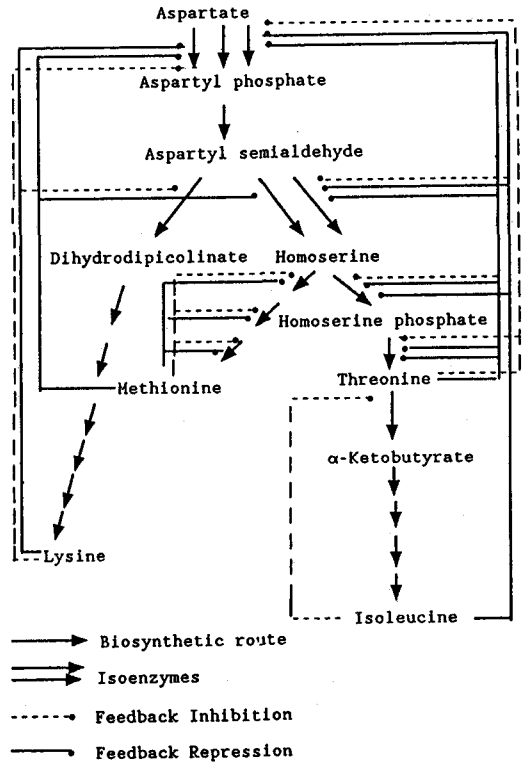 Aspartate
Aspartyl phosphate
Aspartyl semialdehyde
Dihydrodipicolinate Homoserine
Homoserine phosphate
Methionine Threonine
α-Ketobutyrate
Lysine
Isoleucine
Biosynthetic route
Isoenzymes
Feedback Inhibition
Feedback Repression